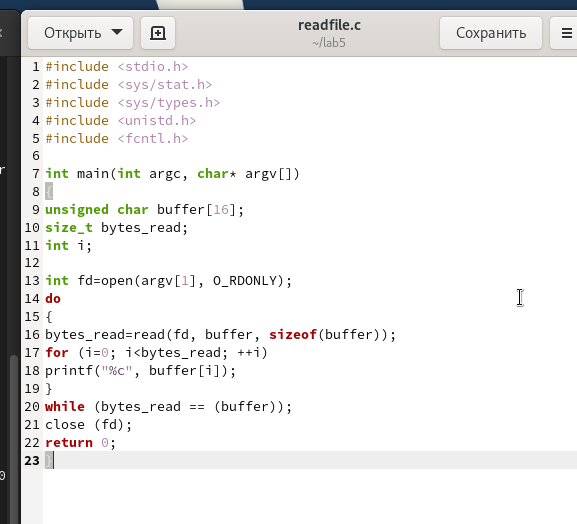 Открыть
readfile.c
~/lab5
Сохранить
1 #include <stdio.h>
2 #include <sys/stat.h>
3 #include <sys/types.h>
4 #include <unistd.h>
5 #include <fcntl.h>
6
7 int main(int argc, char* argv[])
8 {
9 unsigned char buffer[16];
10 size_t bytes_read;
11 int i;
12
13 int fd=open(argv[1], O_RDONLY);
14 do
15 {
16 bytes_read=read(fd, buffer, sizeof(buffer));
17 for (i=0; i<bytes_read; ++i)
18 printf("%c", buffer[i]);
19 }
20 while (bytes_read == (buffer));
21 close (fd);
22 return 0;
23 }